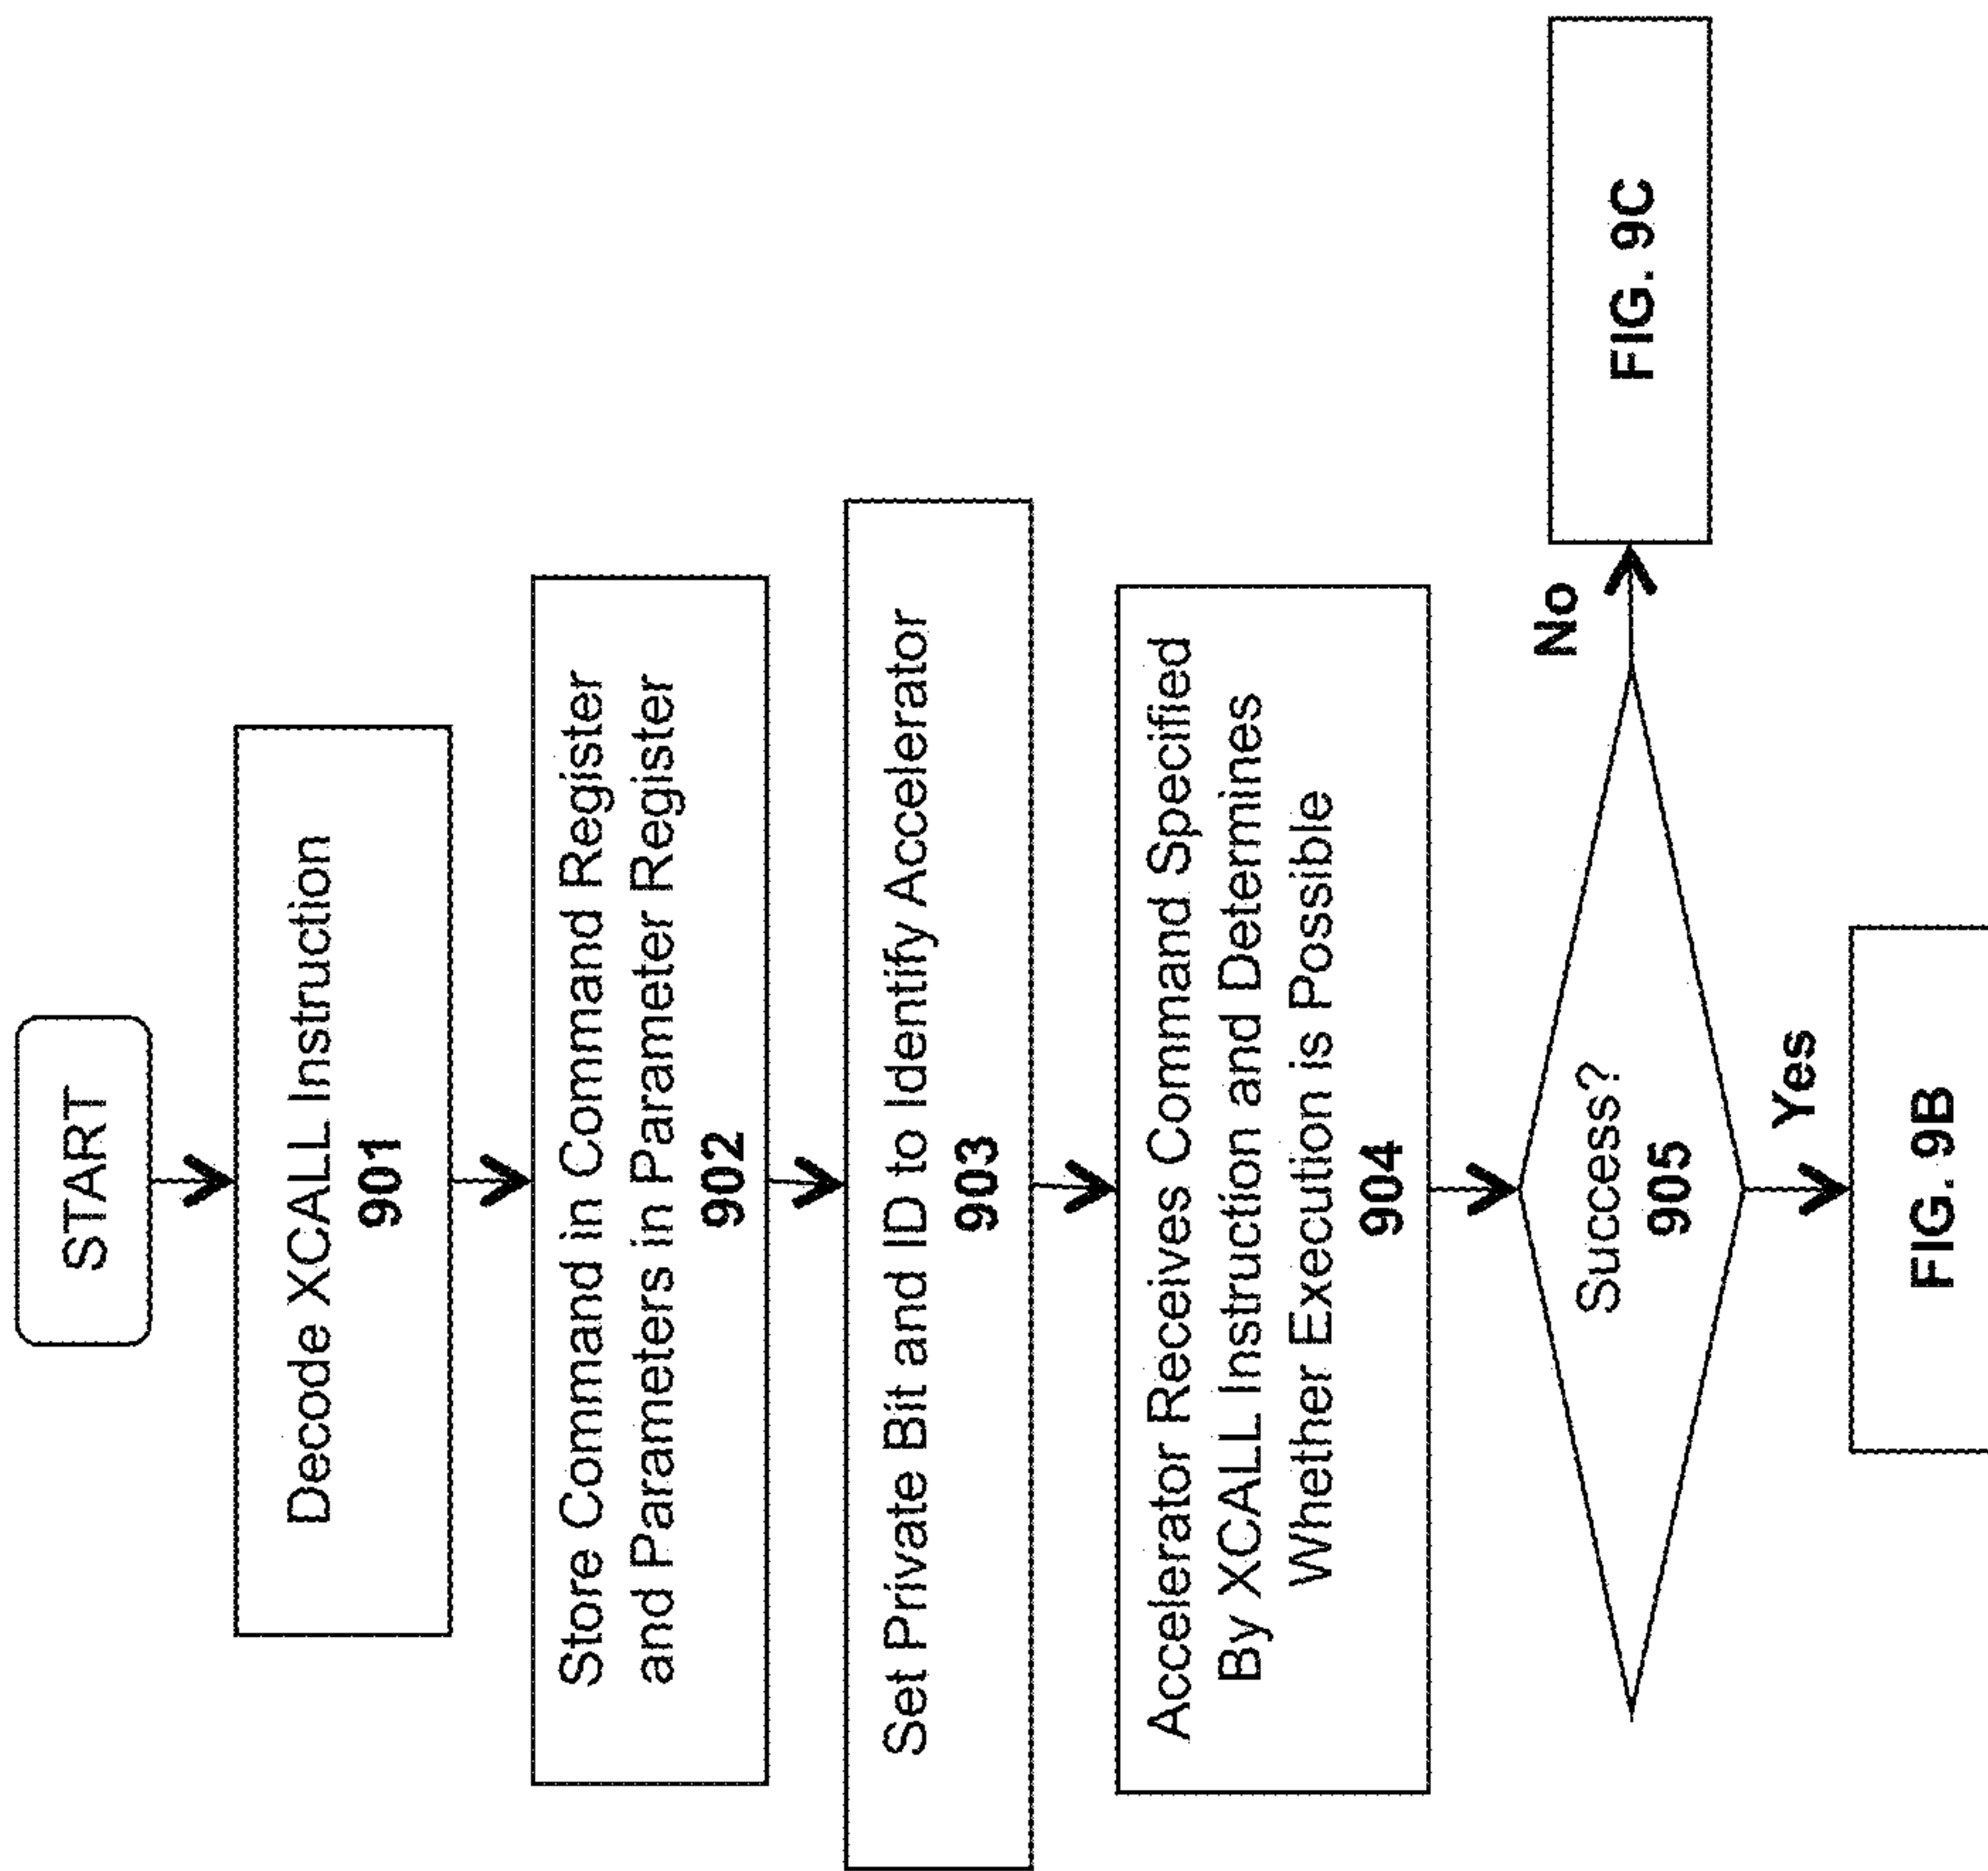 START
Decode XCALL Instruction
901
Store Command in Command Register
and Parameters in Parameter Register
902
Set Private Bit and ID to Identify Accelerator
903
Accelerator Receives Command Specified
By XCALL Instruction and Determines
Whether Execution is Possible
904
Success?
905
No
FIG. 9C
Yes
FIG. 9B